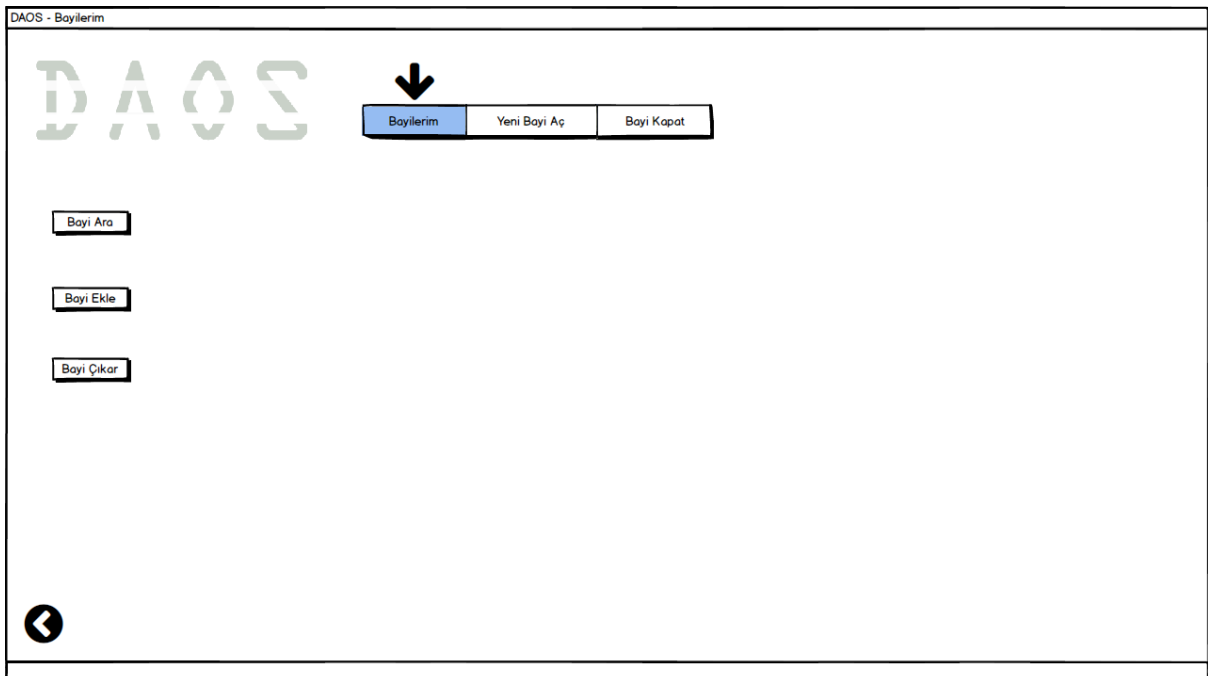 DAOS - Bayilerim
DAOS
Bayilerim Yeni Bayi Aç Bayi Kapat
Bayi Ara
Bayi Ekle
Bayi Çıkar